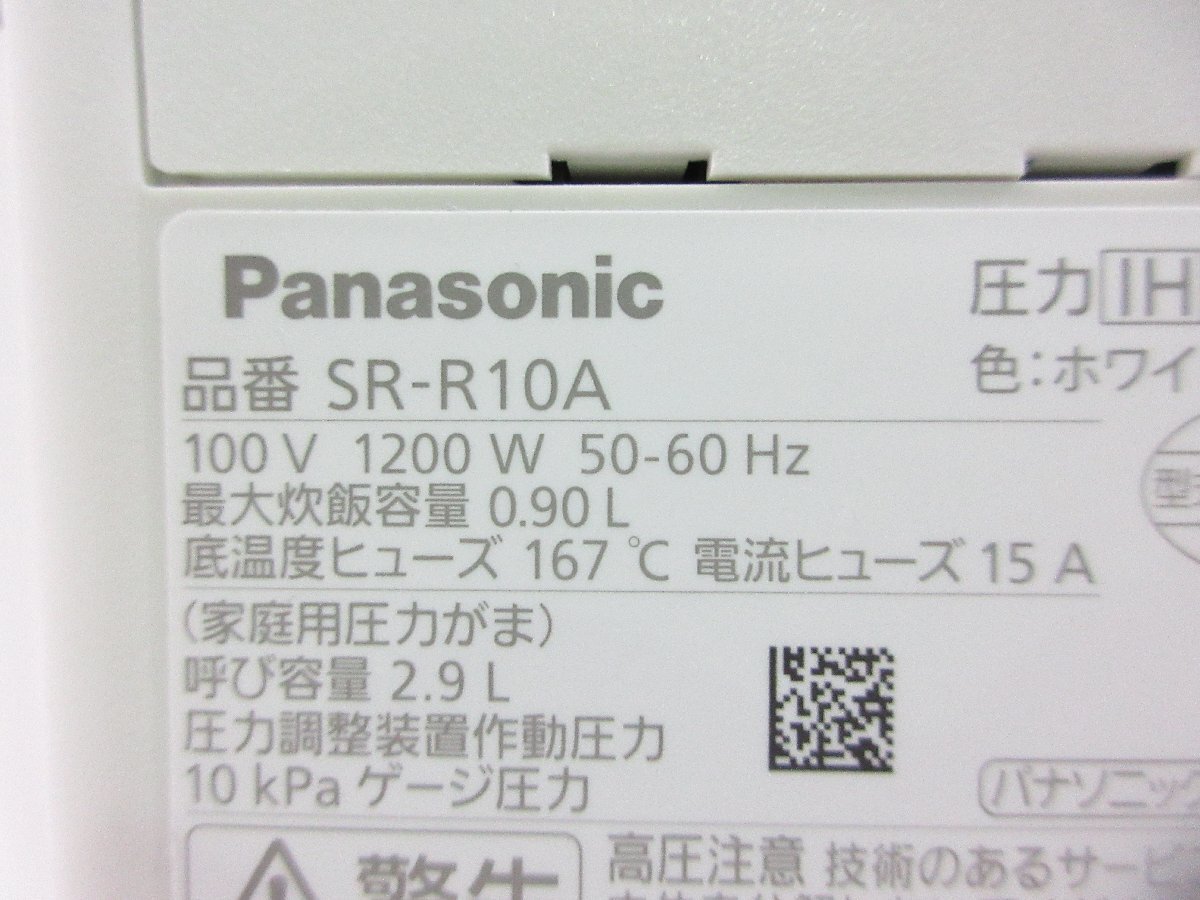 Panasonic 圧力IH
品番 SR-R10A 色：ホワイ
100 V 1200 W 50-60 Hz
最大炊飯容量 0.90 L
型
底温度ヒューズ 167 ℃ 電流ヒューズ 15 A
(家庭用圧力がま)
呼び容量 2.9 L
圧力調整装置作動圧力
10 kPa ゲージ圧力
パナソニック
高圧注意 技術のあるサービ